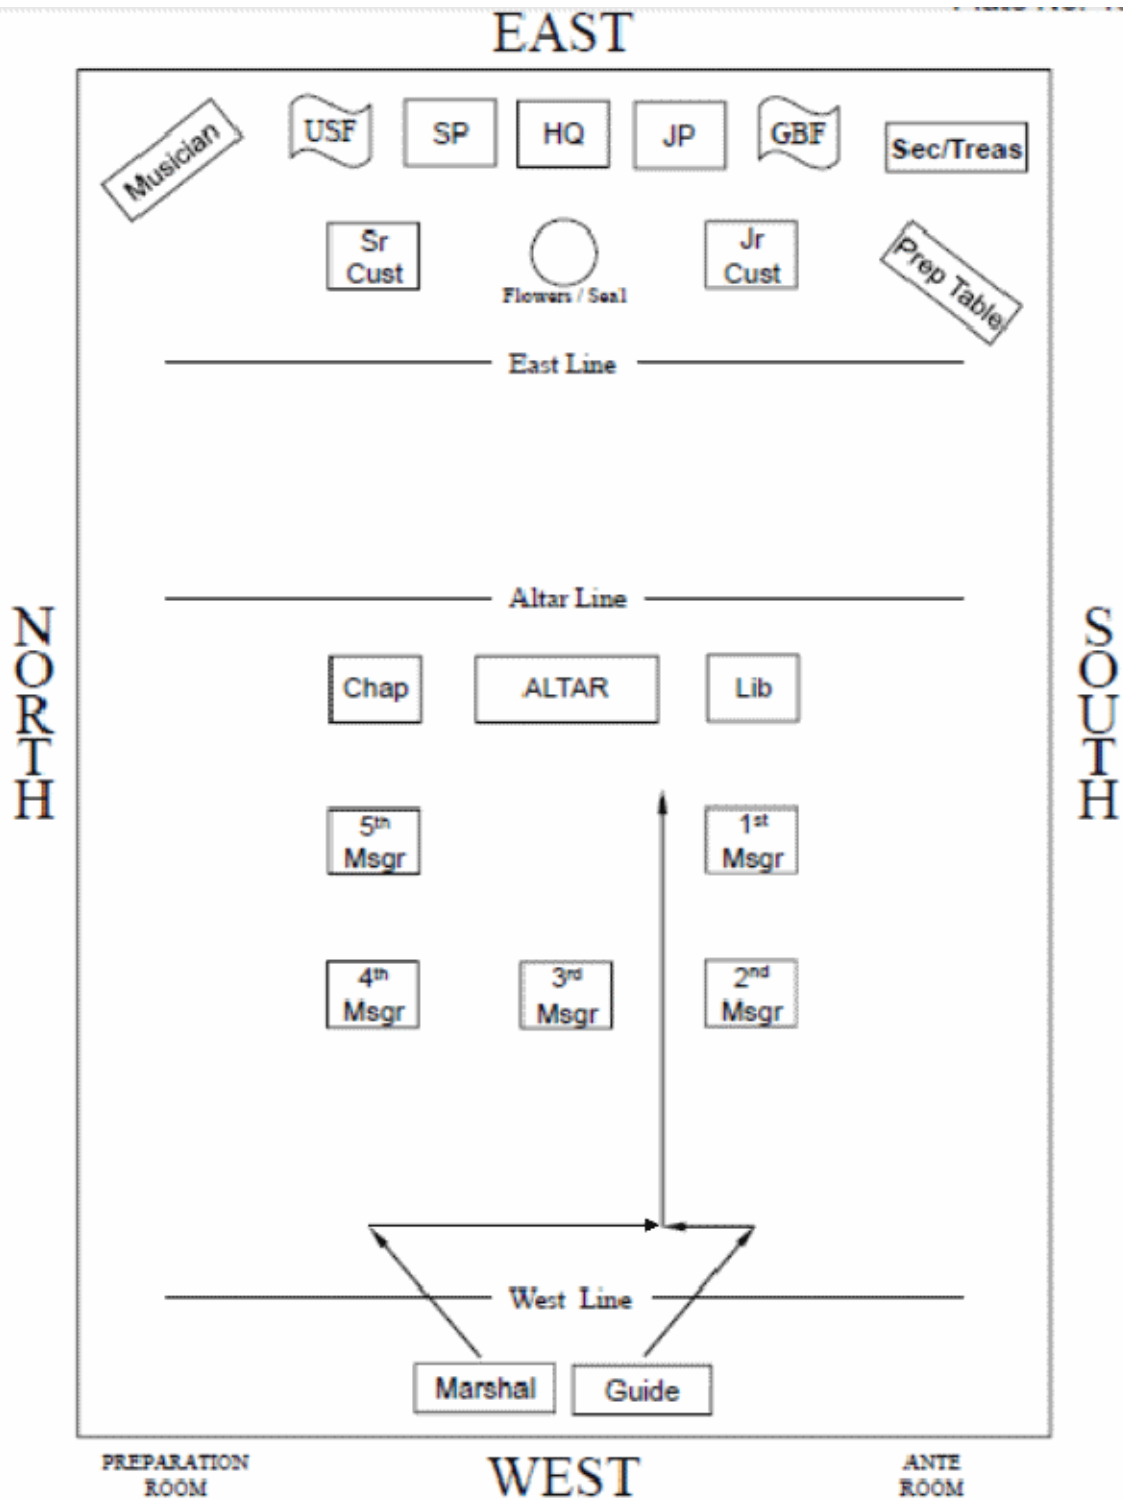 EAST
Musician
USF
SP
HQ
JP
GBF
Sec/Treas
Sr
Cust
Flowers / Seal
Jr
Cust
Prep Table
East Line
Altar Line
NORTH
SOUTH
Chap
ALTAR
Lib
5th
Msgr
1st
Msgr
4th
Msgr
3rd
Msgr
2nd
Msgr
West Line
Marshal
Guide
PREPARATION
ROOM
WEST
ANTE
ROOM